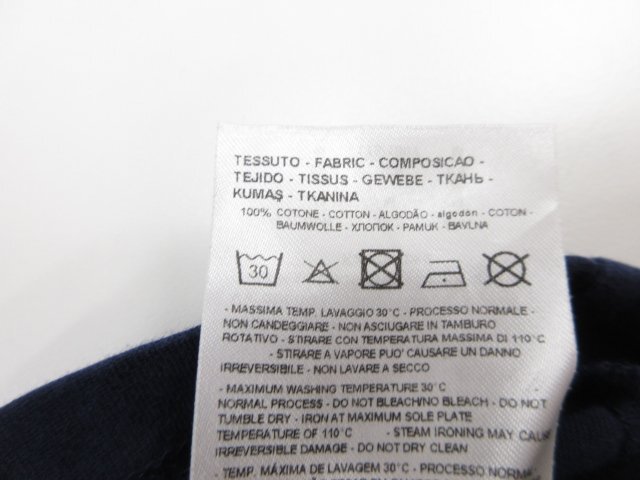 TESSUTO - FABRIC - COMPOSICAO -
TEJIDO - TISSUS - GEWEBE - ТКАНЬ -
KUMAŞ - TKANINA
100% COTONE - COTTON - ALGODÃO - algodón - COTON -
BAUMWOLLE - ХЛОПОК - PAMUK - BAVLNA
30
- MASSIMA TEMP. LAVAGGIO 30°C - PROCESSO NORMALE -
NON CANDEGGIARE - NON ASCIUGARE IN TAMBURO
ROTATIVO - STIRARE CON TEMPERATURA MASSIMA DI 110°C
- STIRARE A VAPORE PUO' CAUSARE UN DANNO
IRREVERSIBILE - NON LAVARE A SECCO
- MAXIMUM WASHING TEMPERATURE 30°C
NORMAL PROCESS - DO NOT BLEACH/NO BLEACH - DO NOT
TUMBLE DRY - IRON AT MAXIMUM SOLE PLATE
TEMPERATURE OF 110°C - STEAM IRONING MAY CAUSE
IRREVERSIBLE DAMAGE - DO NOT DRY CLEAN
- TEMP. MÁXIMA DE LAVAGEM 30°C - PROCESSO